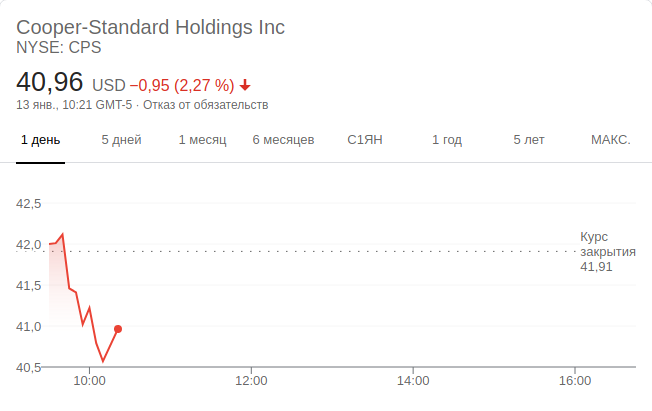 Cooper-Standard Holdings Inc
NYSE: CPS
40,96 USD −0,95 (2,27 %)
13 янв., 10:21 GMT-5 · Отказ от обязательств
1 день 5 дней 1 месяц 6 месяцев С1ЯН 1 год 5 лет МАКС.
42,5
Курс
42,0
закрытия
41,91
41,5
41,0
40,5
10:00 12:00 14:00 16:00